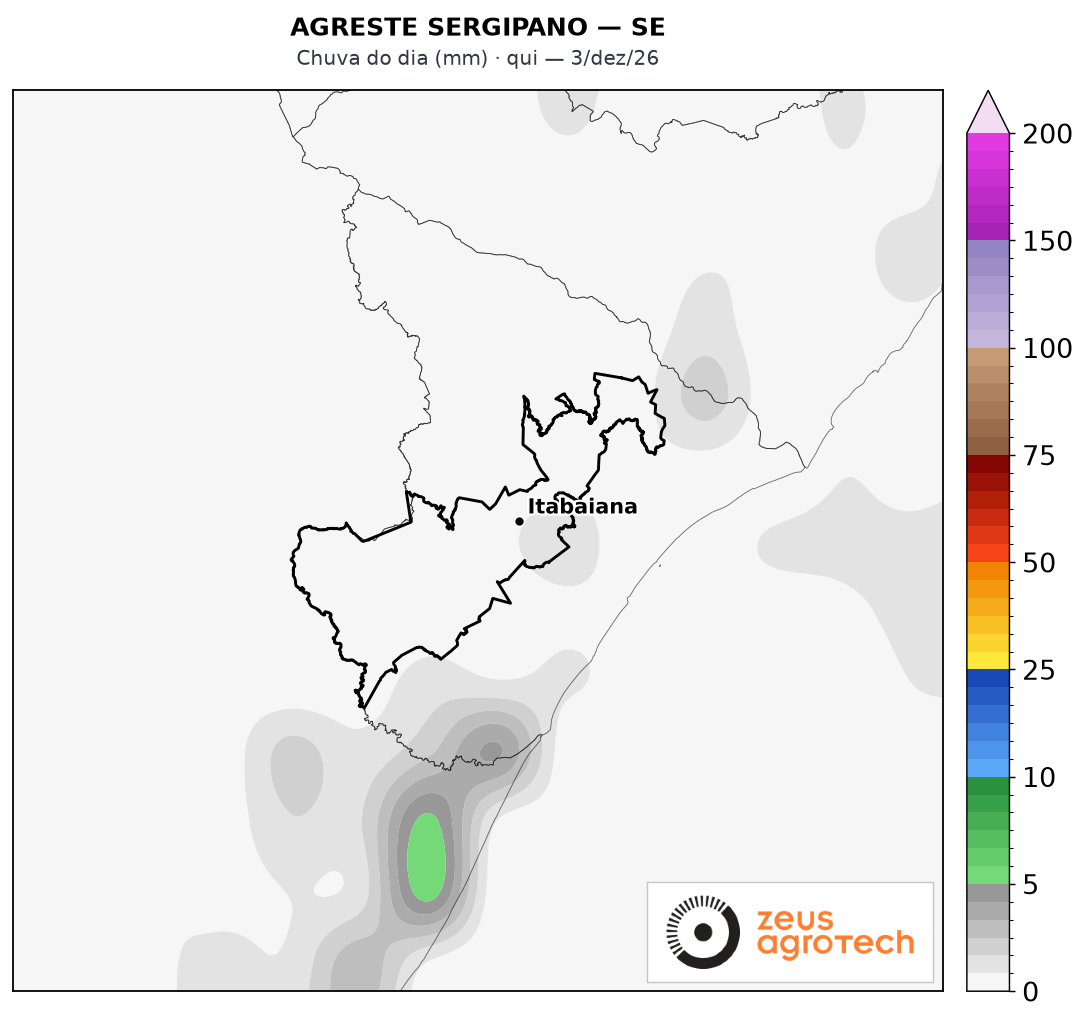 AGRESTE SERGIPANO — SE
Chuva do dia (mm) · qui — 3/dez/26
200
150
100
75
50
25
10
5
0
Itabaiana
zeus
agrotech